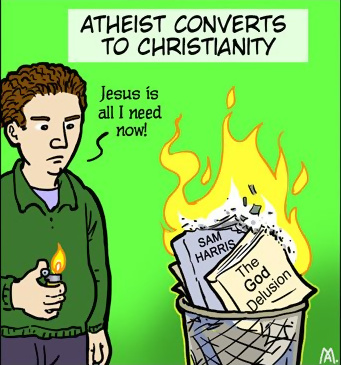 ATHEIST CONVERTS
TO CHRISTIANITY
Jesus is
all I need
now!
SAM
HARRIS
The
God
Delusion